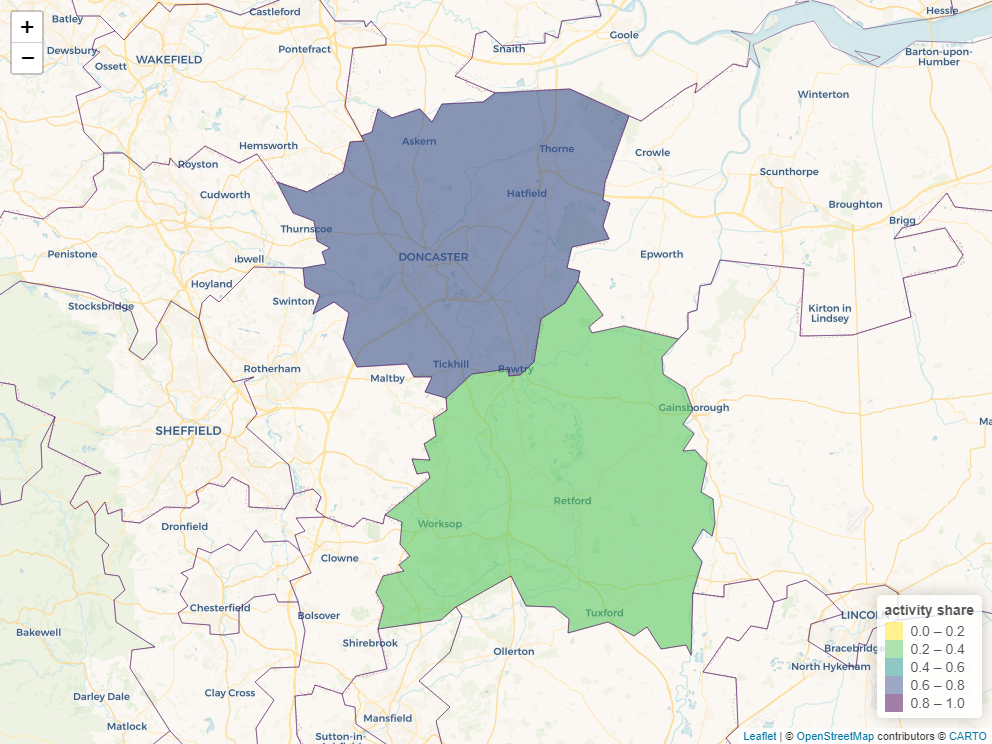 +
−
Batley
Castleford
Goole
Hessle
Dewsbury
Ossett
WAKEFIELD
Pontefract
Snaith
Barton-upon-
Humber
Winterton
Hemsworth
Askern
Thorne
Crowle
Royston
Scunthorpe
Cudworth
Hatfield
Broughton
Brigg
Thurnscoe
Penistone
bwell
DONCASTER
Epworth
Hoyland
Stocksbridge
Swinton
Kirton in
Lindsey
Rotherham
Maltby
Tickhill
Bawtry
Gainsborough
Ma
SHEFFIELD
Retford
Dronfield
Worksop
Clowne
Chesterfield
Bolsover
Tuxford
LINCOL
Bakewell
Shirebrook
Ollerton
Bracebridge
North Hykeham
Darley Dale
Clay Cross
Matlock
Mansfield
Sutton-in-
activity share
0.0 – 0.2
0.2 – 0.4
0.4 – 0.6
0.6 – 0.8
0.8 – 1.0
Leaflet | © OpenStreetMap contributors © CARTO